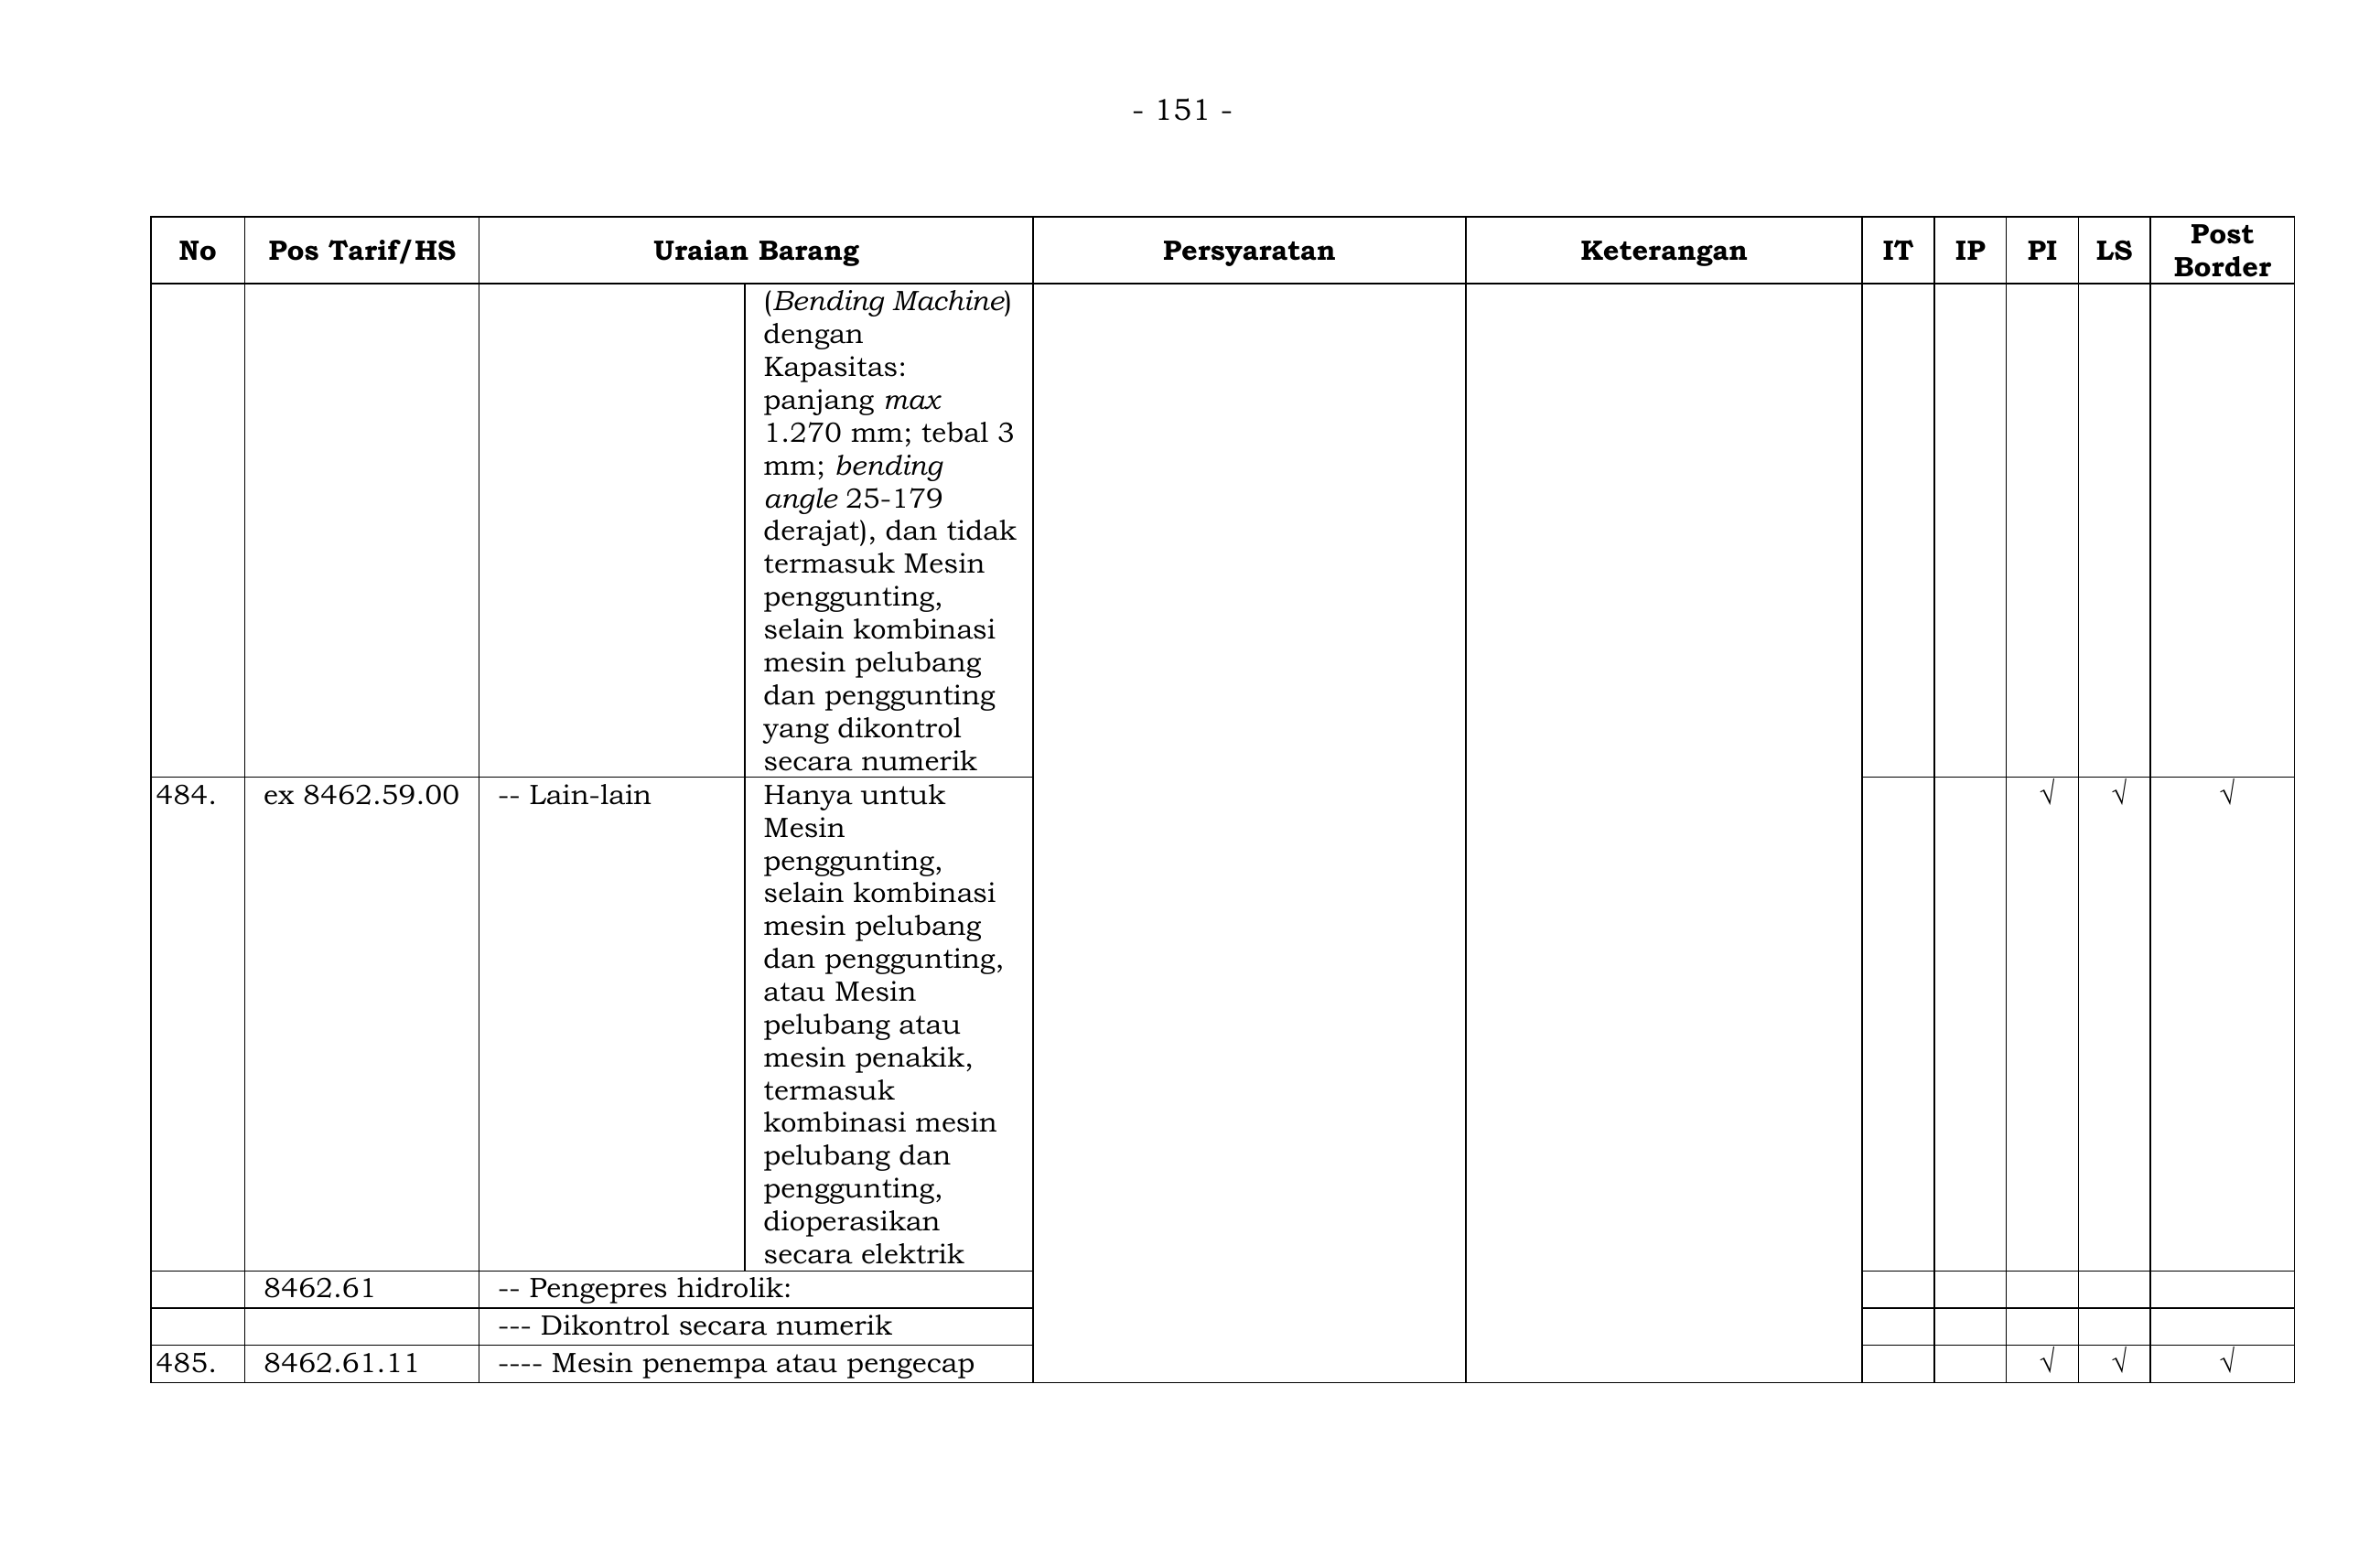 - 151 -
No Pos Tarif/HS Uraian Barang Persyaratan Keterangan IT IP PI LS Post Border
(Bending Machine)
dengan
Kapasitas:
panjang max
1.270 mm; tebal 3
mm; bending
angle 25-179
derajat), dan tidak
termasuk Mesin
penggunting,
selain kombinasi
mesin pelubang
dan penggunting
yang dikontrol
secara numerik
484. ex 8462.59.00 -- Lain-lain Hanya untuk √ √ √
Mesin
penggunting,
selain kombinasi
mesin pelubang
dan penggunting,
atau Mesin
pelubang atau
mesin penakik,
termasuk
kombinasi mesin
pelubang dan
penggunting,
dioperasikan
secara elektrik
8462.61 -- Pengepres hidrolik:
--- Dikontrol secara numerik
485. 8462.61.11 ---- Mesin penempa atau pengecap √ √ √